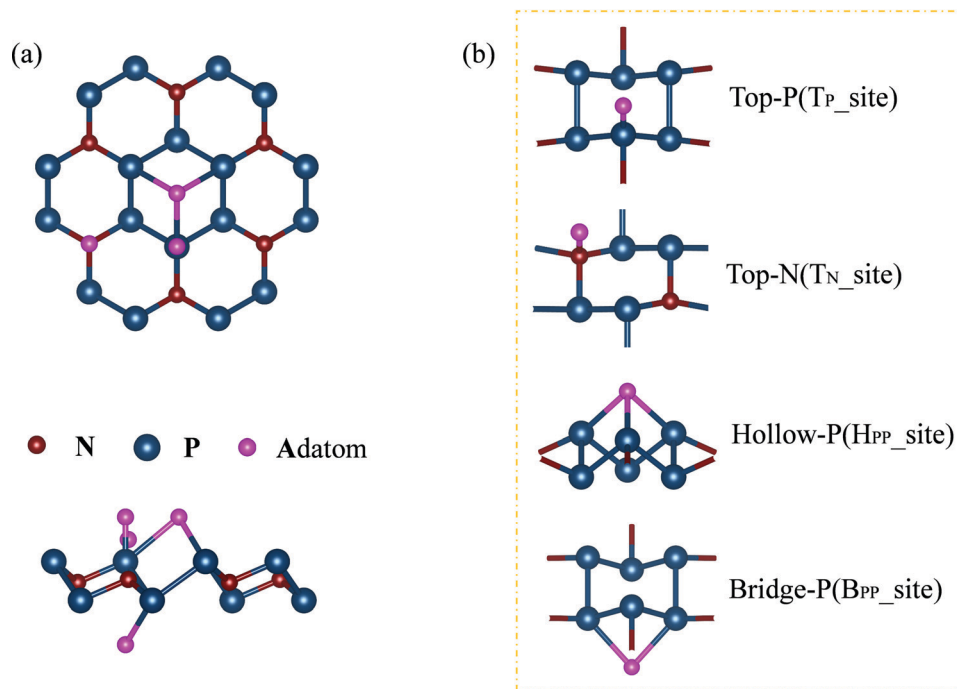 (a)
(b)
Top-P(TP_site)
Top-N(TN_site)
N P Adatom
Hollow-P(HPP_site)
Bridge-P(BPP_site)